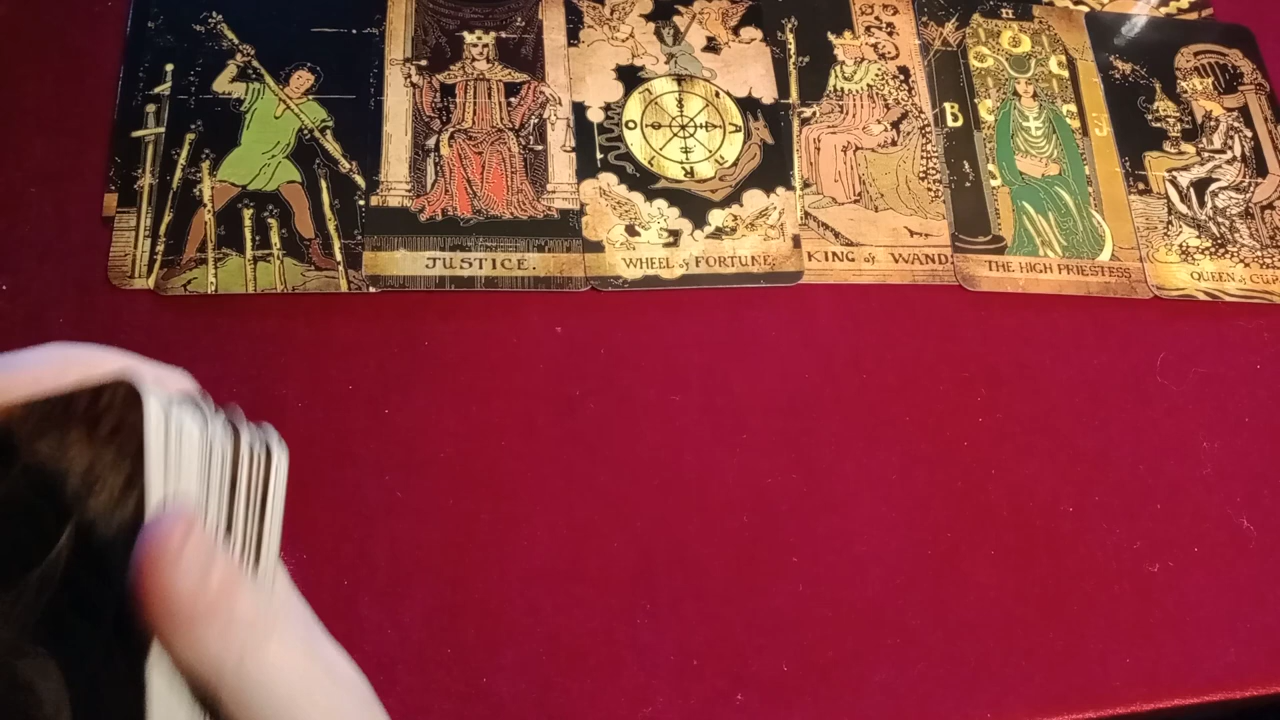 JUSTICE.
WHEEL of FORTUNE.
KING of WANDS
B
THE HIGH PRIESTESS
QUEEN of CUP